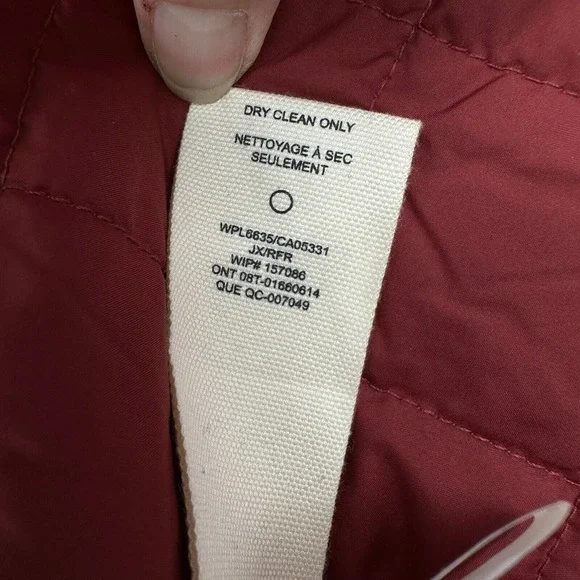 DRY CLEAN ONLY
NETTOYAGE À SEC
SEULEMENT
WPL6635/CA05331
JX/RFR
WIP# 157086
ONT 08T-01660614
QUE QC-007049